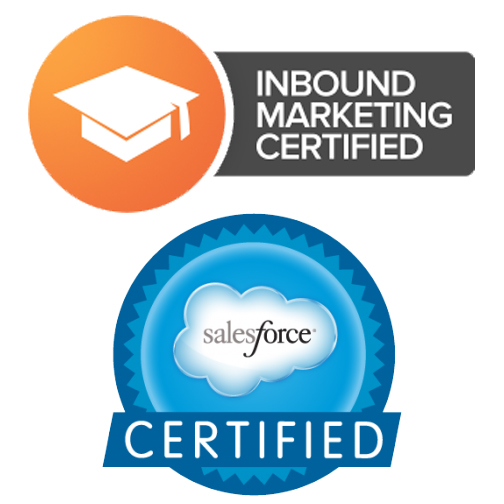 INBOUND
MARKETING
CERTIFIED
salesforce®
CERTIFIED